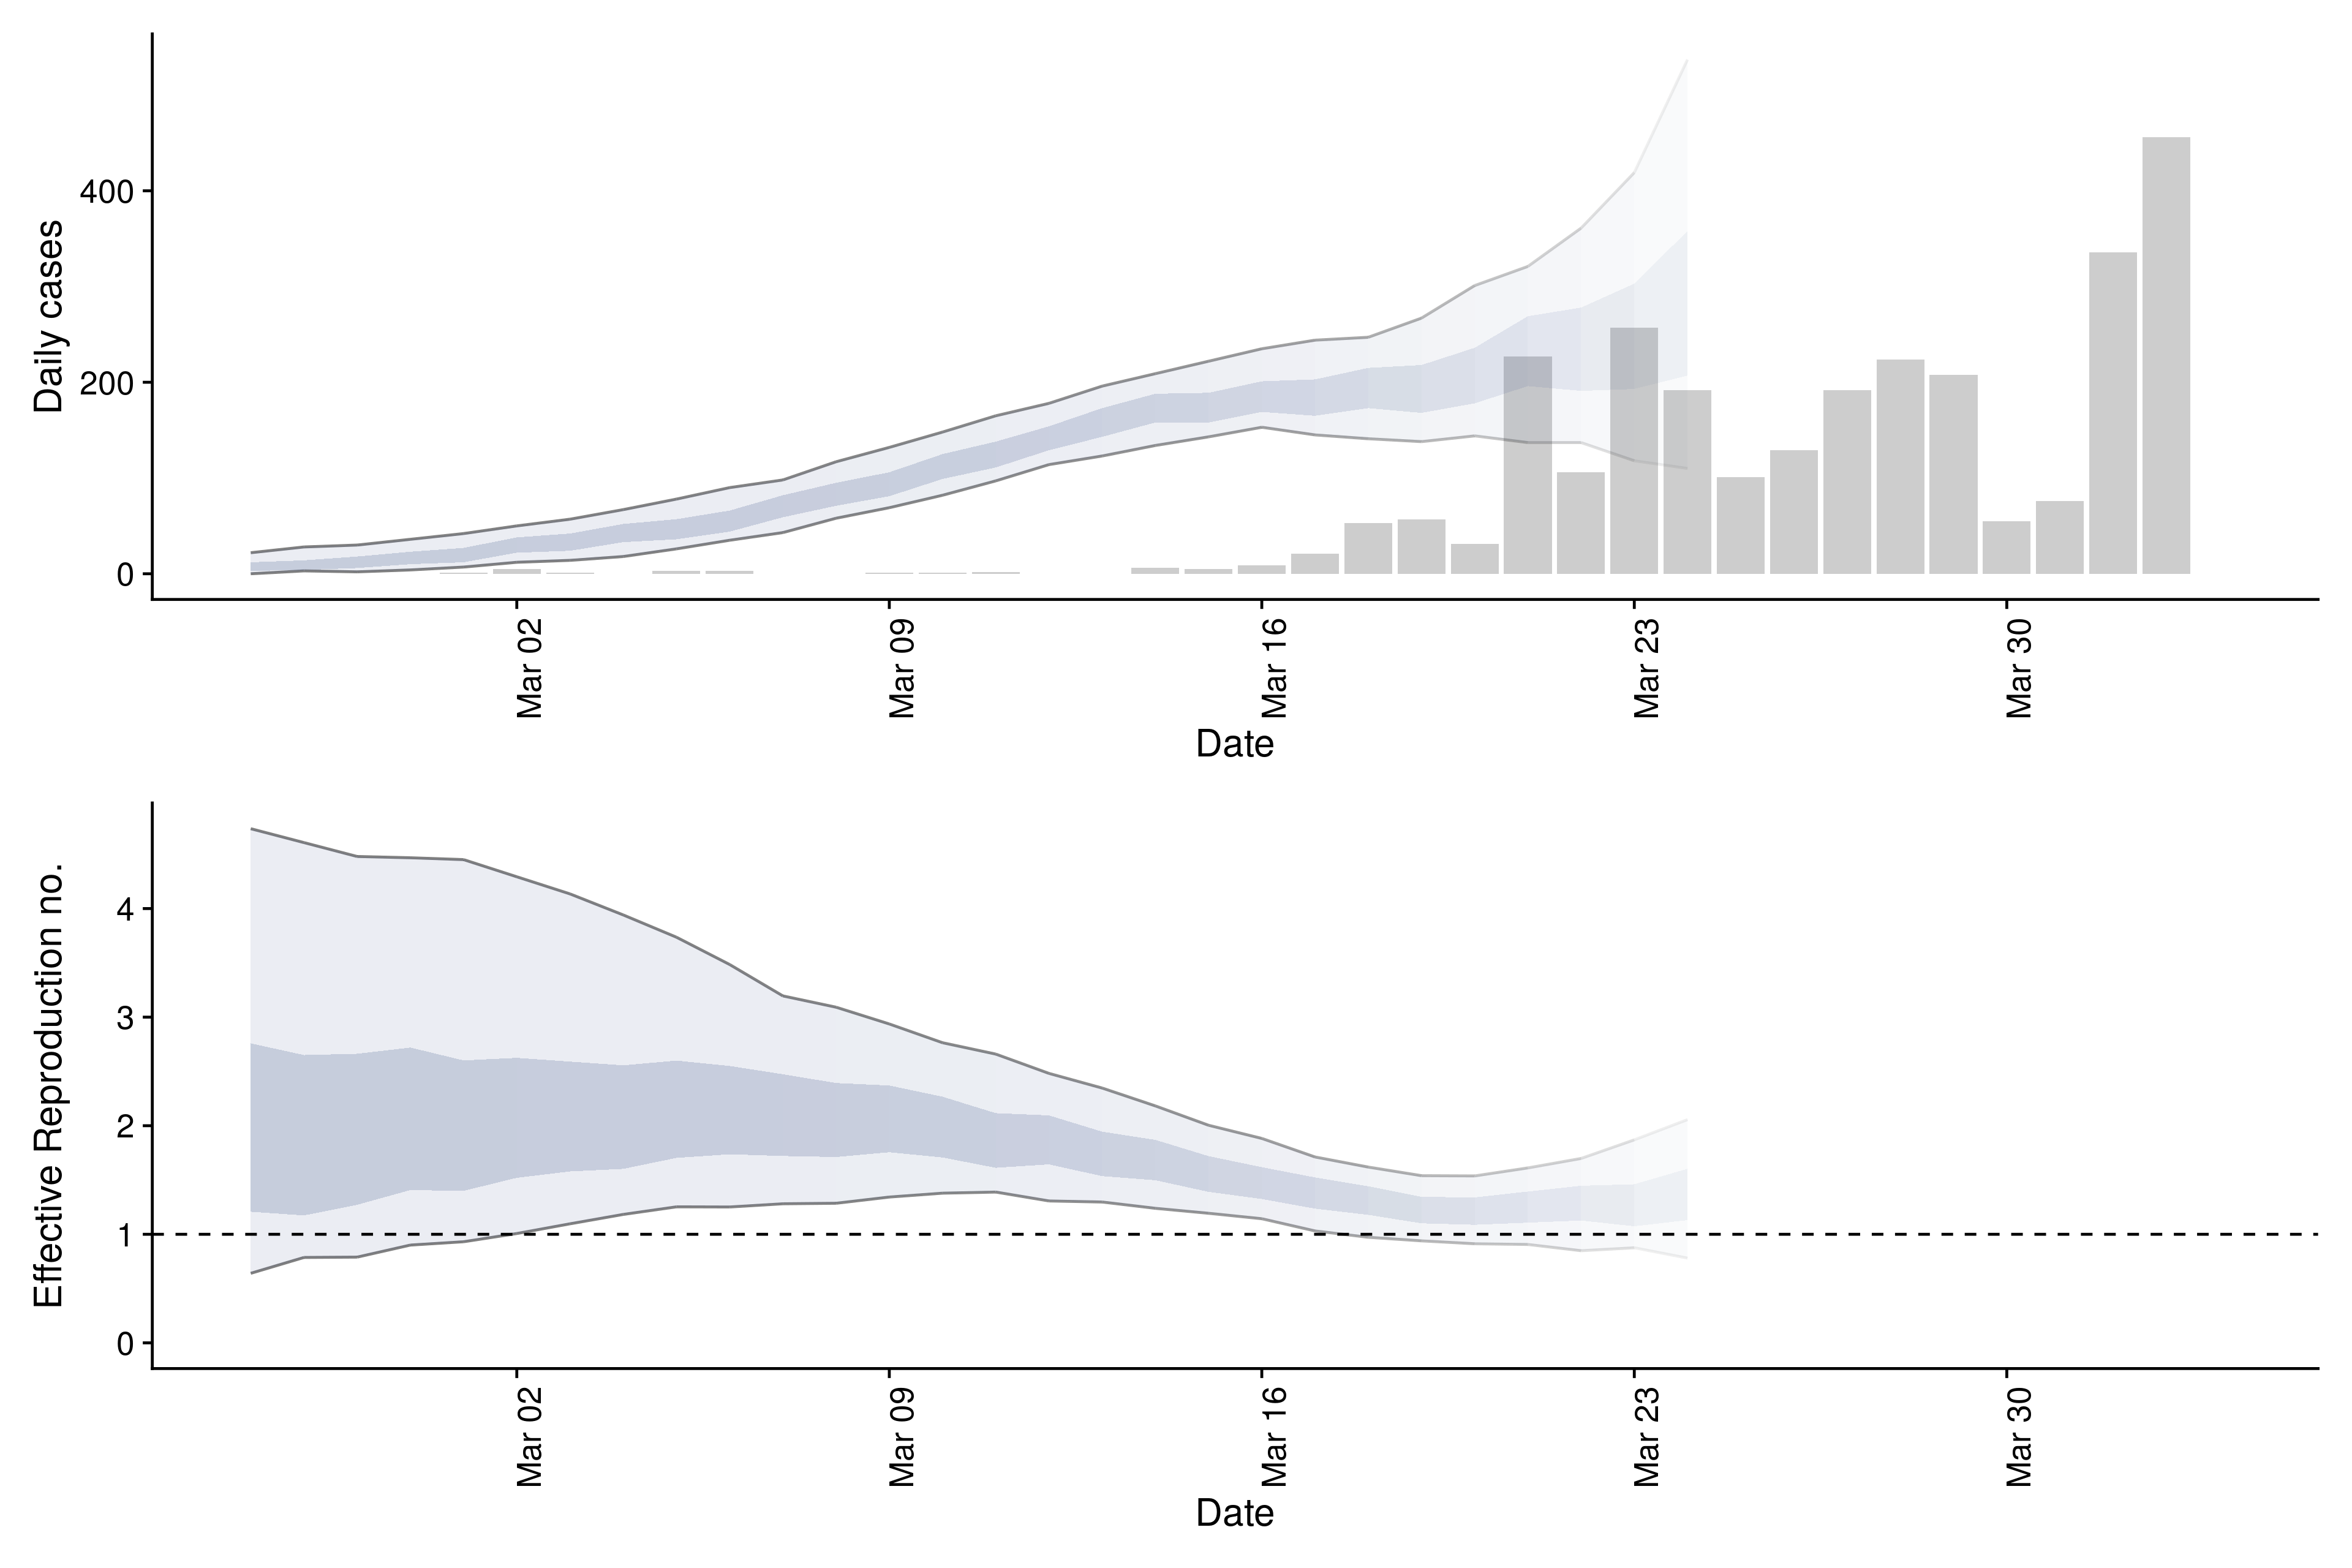 Daily cases
400
200
0
Mar 02
Mar 09
Mar 16
Mar 23
Mar 30
Date
Effective Reproduction no.
4
3
2
1
0
Mar 02
Mar 09
Mar 16
Mar 23
Mar 30
Date